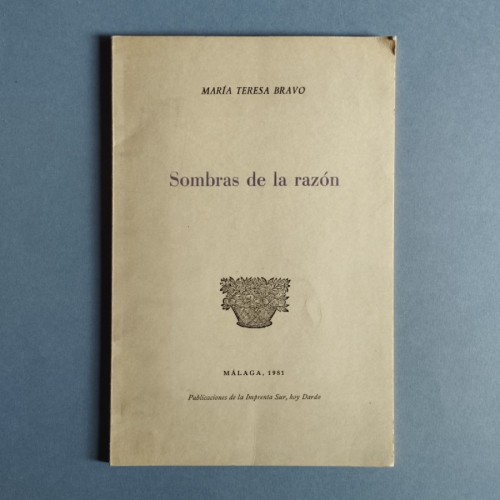 MARÍA TERESA BRAVO
Sombras de la razón
MÁLAGA, 1981
Publicaciones de la Imprenta Sur, hoy Dardo